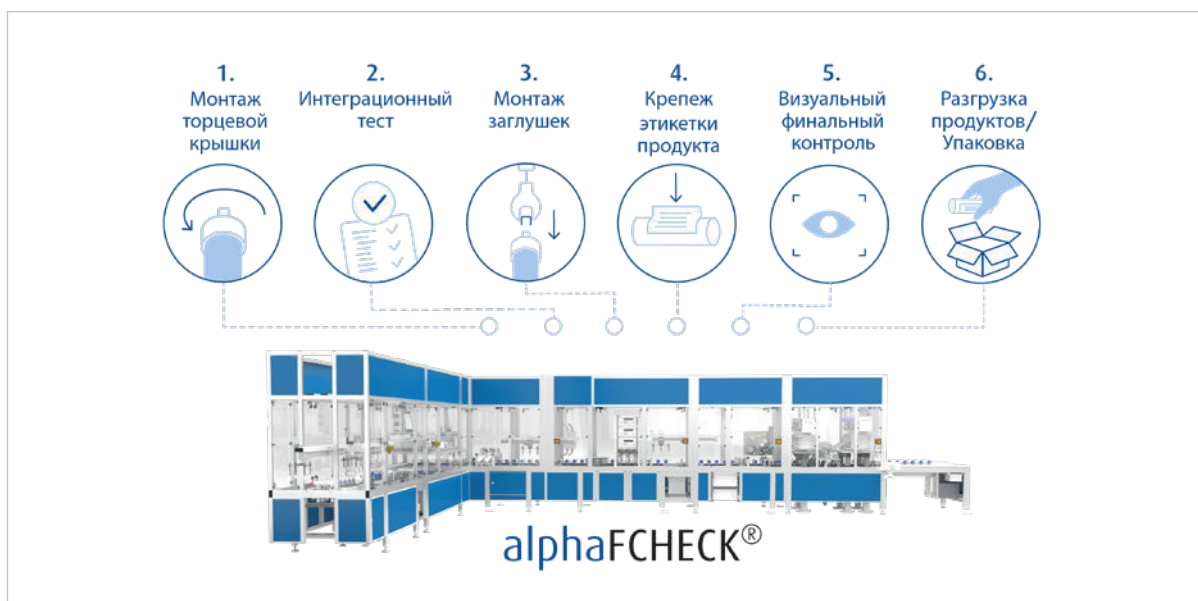 1.
Монтаж
торцевой
крышки
2.
Интеграционный
тест
3.
Монтаж
заглушек
4.
Крепеж
этикетки
продукта
5.
Визуальный
финальный
контроль
6.
Разгрузка
продуктов/
Упаковка
alphaFCHECK®